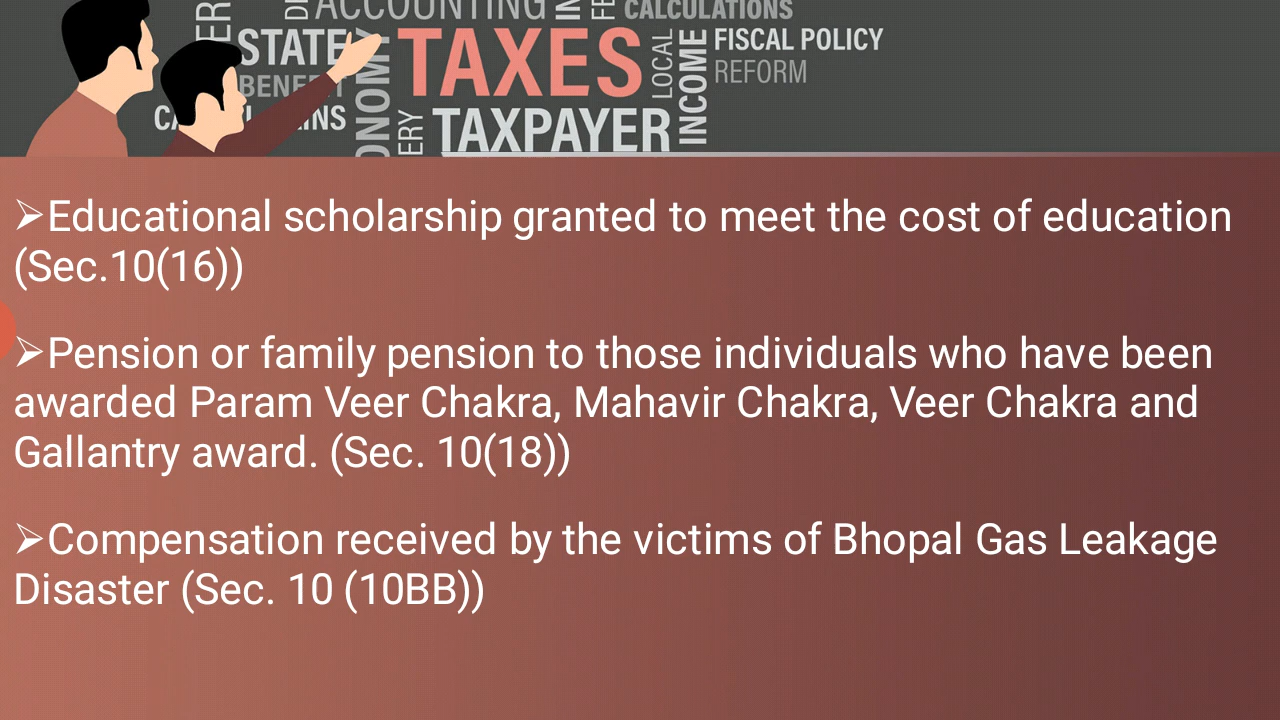 ACCOUNTING
CALCULATIONS
STATE
TAXES
LOCAL
INCOME
FISCAL POLICY
REFORM
TAXPAYER
➢Educational scholarship granted to meet the cost of education
(Sec.10(16))
➢Pension or family pension to those individuals who have been
awarded Param Veer Chakra, Mahavir Chakra, Veer Chakra and
Gallantry award. (Sec. 10(18))
➢Compensation received by the victims of Bhopal Gas Leakage
Disaster (Sec. 10 (10BB))